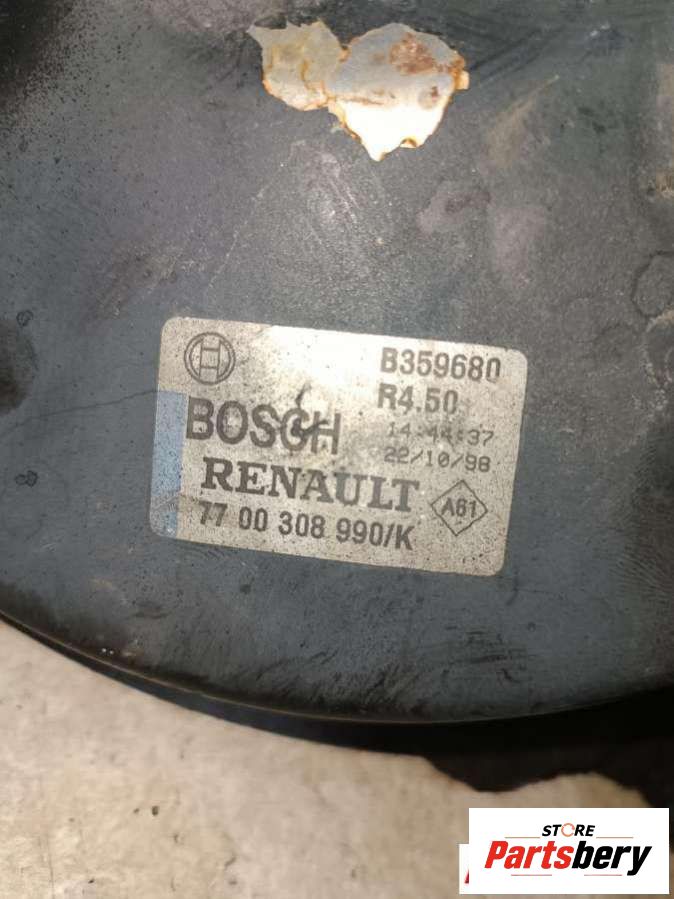 B359680
R4.50
BOSCH
14:44:37
22/10/98
RENAULT
A61
77 00 308 990/K
STORE
Partsbery